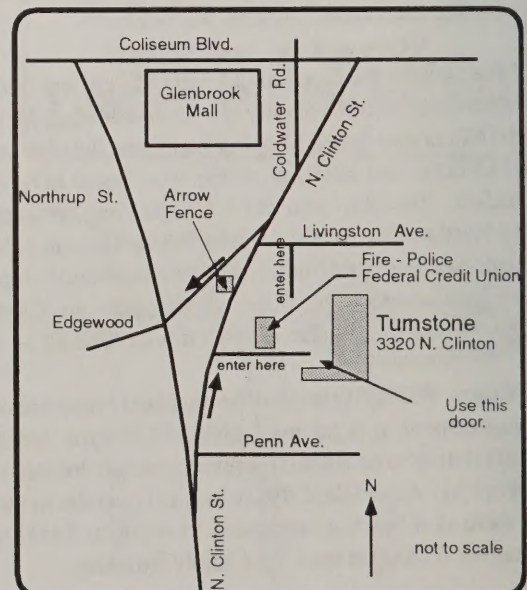 Coliseum Blvd.
Glenbrook
Mall
Coldwater Rd.
N. Clinton St.
Northrup St.
Arrow
Fence
Livingston Ave.
enter here
Fire - Police
Federal Credit Union
Edgewood
Turnstone
3320 N. Clinton
enter here
Use this
door.
Penn Ave.
N. Clinton St.
N
not to scale